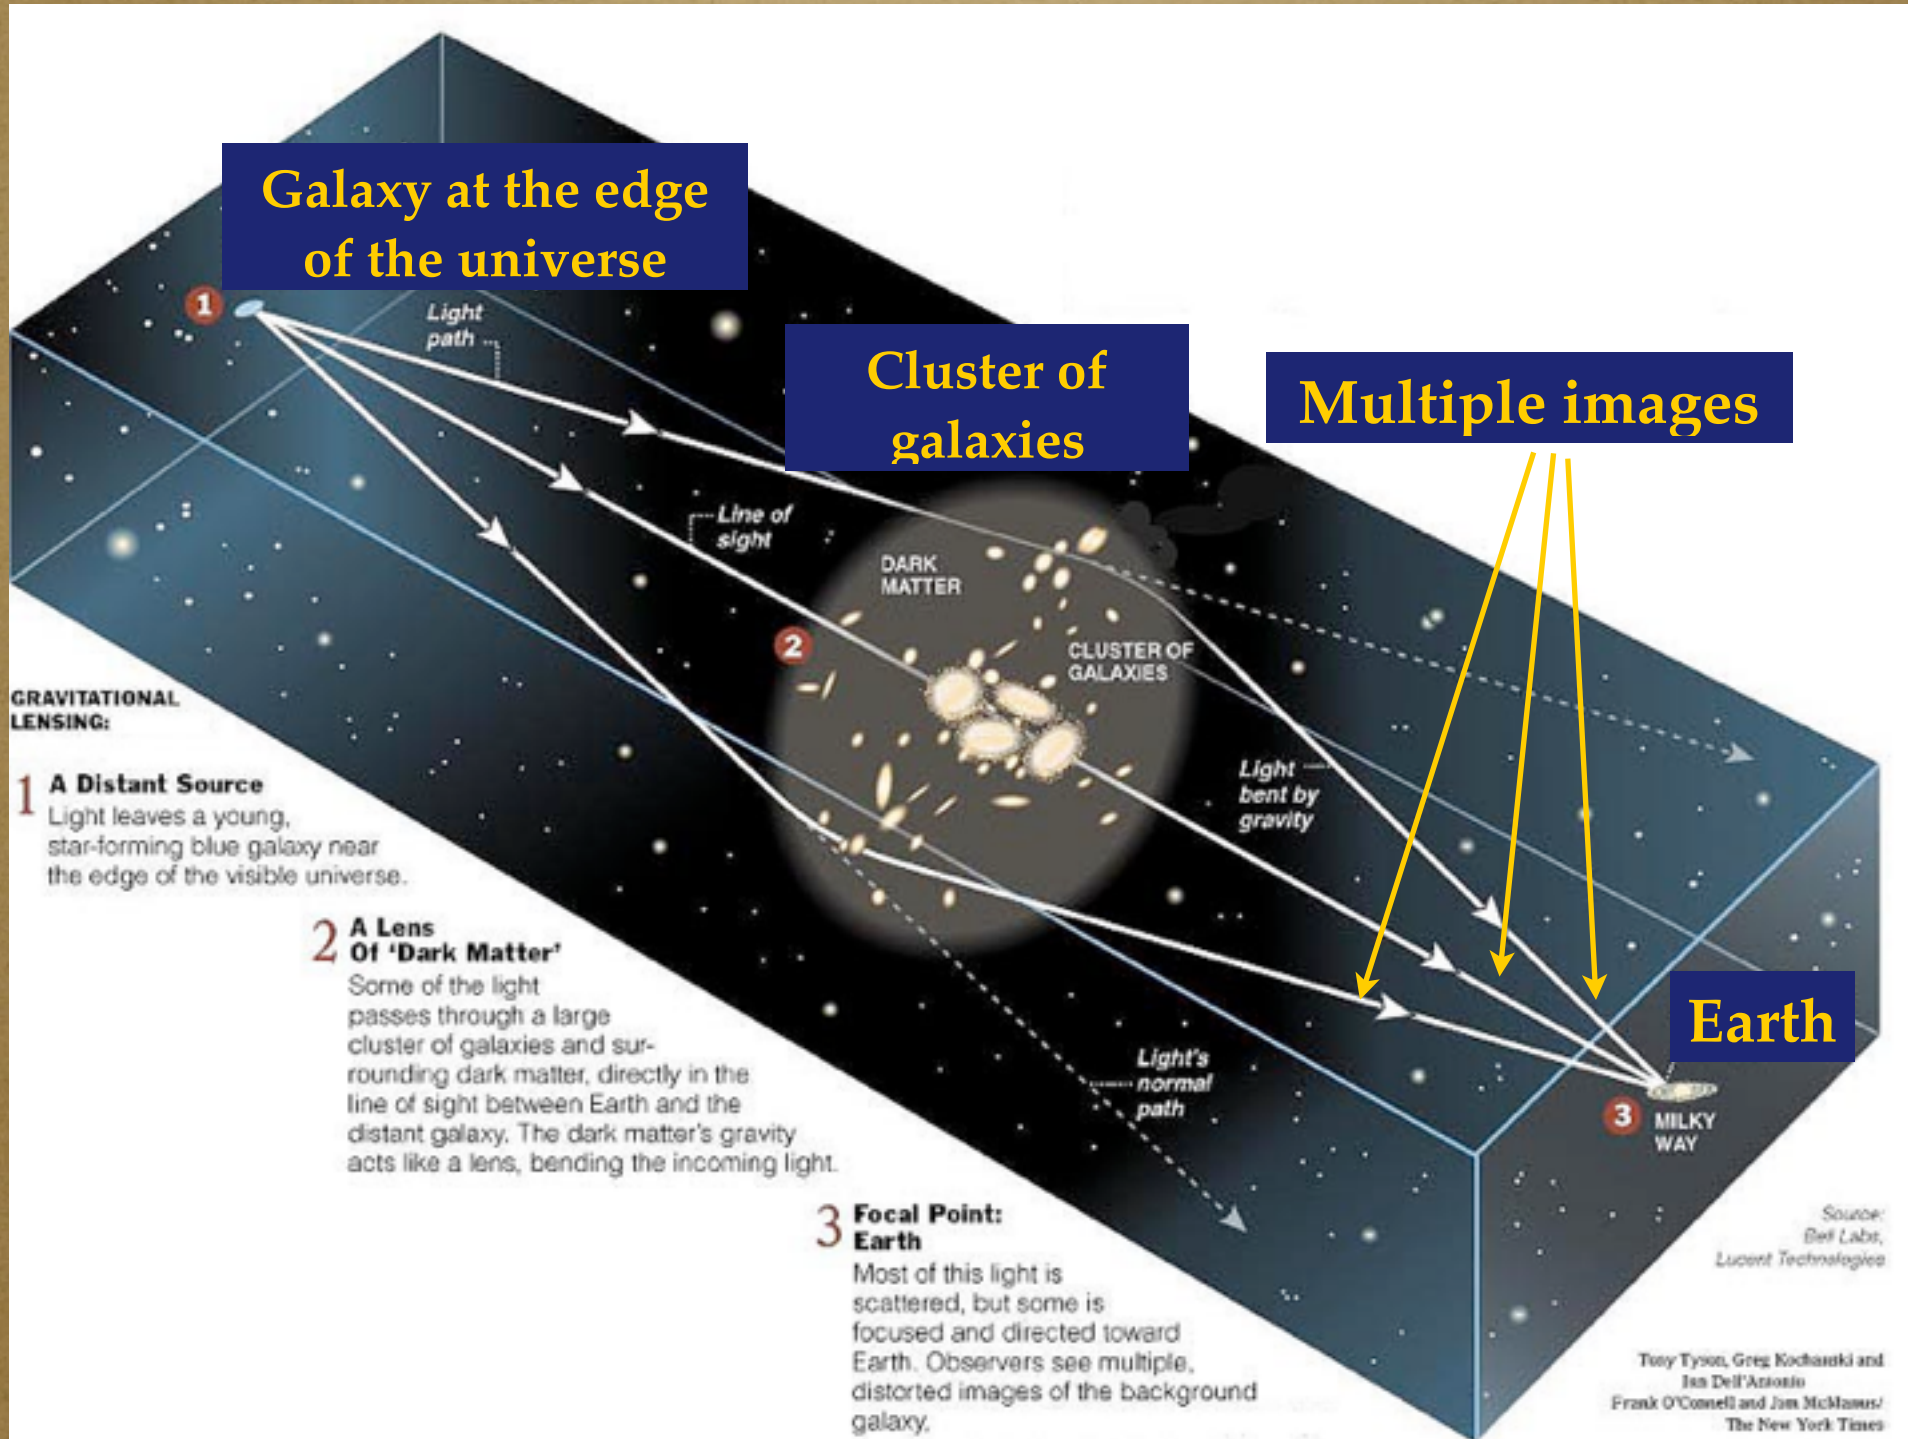 Galaxy at the edge
of the universe
1
Light
path
Cluster of
galaxies
Multiple images
Line of
sight
DARK
MATTER
2
CLUSTER OF
GALAXIES
GRAVITATIONAL
LENSING:
Light
bent by
gravity
1 A Distant Source
Light leaves a young,
star-forming blue galaxy near
the edge of the visible universe.
2 A Lens
Of ‘Dark Matter’
Some of the light
passes through a large
cluster of galaxies and sur-
rounding dark matter, directly in the
line of sight between Earth and the
distant galaxy. The dark matter's gravity
acts like a lens, bending the incoming light.
Earth
Light's
normal
path
3
MILKY
WAY
3 Focal Point:
Earth
Most of this light is
scattered, but some is
focused and directed toward
Earth. Observers see multiple,
distorted images of the background
galaxy.
Source:
Bell Labs,
Lucent Technologies
Tony Tyson, Greg Kochanski and
Ian Dell'Antonio
Frank O'Connell and Jim McManus/
The New York Times